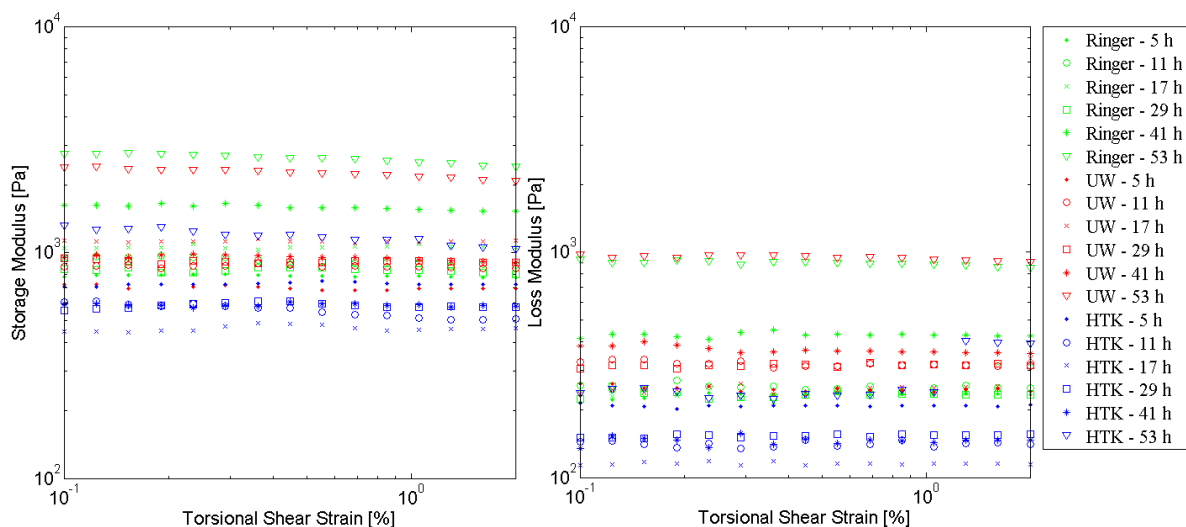 10^4
10^3
10^2
Storage Modulus [Pa]
10^-1
10^0
Torsional Shear Strain [%]
10^4
10^3
10^2
Loss Modulus [Pa]
10^-1
10^0
Torsional Shear Strain [%]
Ringer - 5 h
Ringer - 11 h
Ringer - 17 h
Ringer - 29 h
Ringer - 41 h
Ringer - 53 h
UW - 5 h
UW - 11 h
UW - 17 h
UW - 29 h
UW - 41 h
UW - 53 h
HTK - 5 h
HTK - 11 h
HTK - 17 h
HTK - 29 h
HTK - 41 h
HTK - 53 h